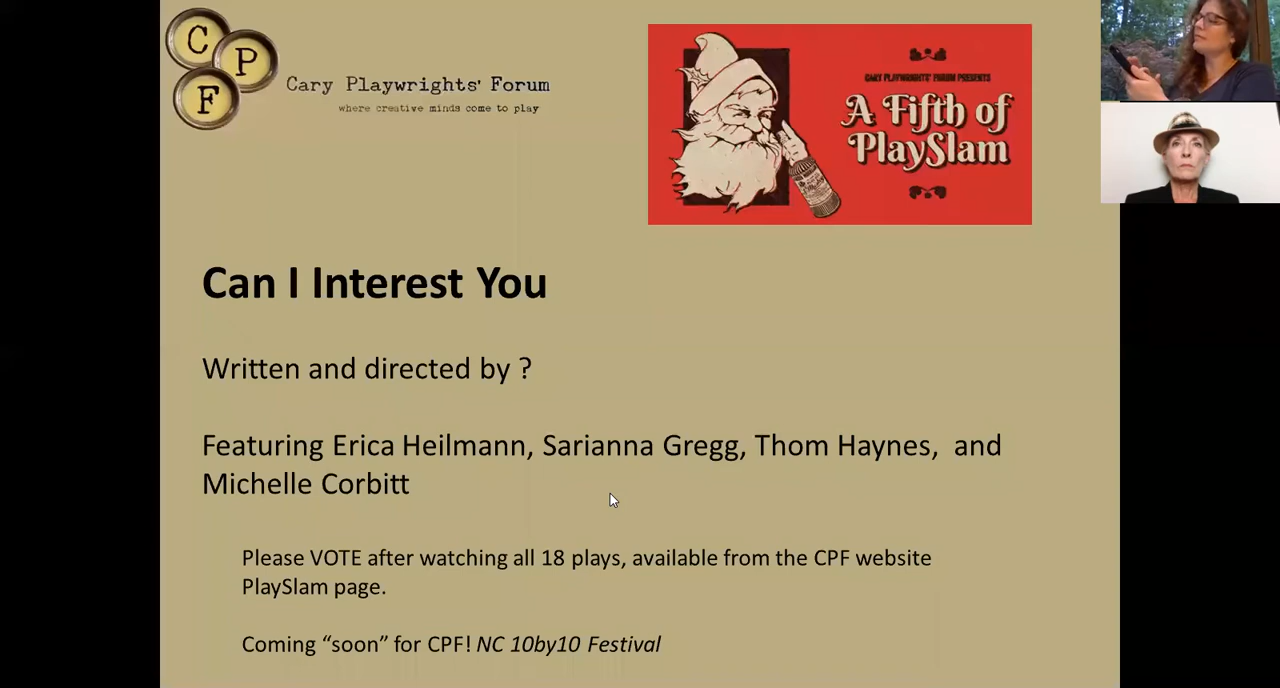 C
P
F
Cary Playwrights' Forum
where creative minds come to play
CARY PLAYWRIGHTS' FORUM PRESENTS
A Fifth of
PlaySlam
Can I Interest You
Written and directed by ?
Featuring Erica Heilmann, Sarianna Gregg, Thom Haynes,  and
Michelle Corbitt
Please VOTE after watching all 18 plays, available from the CPF website
PlaySlam page.
Coming “soon” for CPF! NC 10by10 Festival